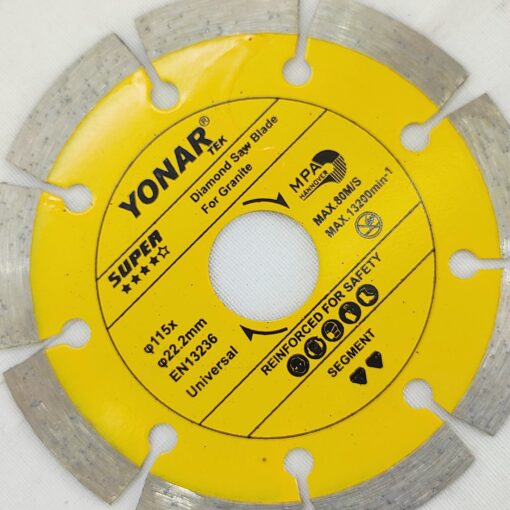 YONAR®
TEK
Diamond Saw Blade
For Granite
SUPER
MPA
HANNOVER
MAX.80M/S
MAX.13200min-1
φ115x
φ22.2mm
EN13236
Universal
REINFORCED FOR SAFETY
SEGMENT